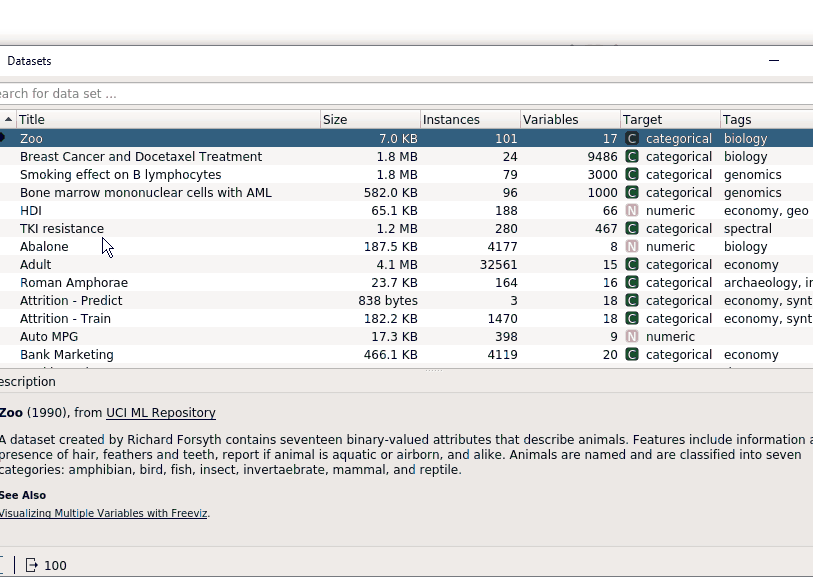 Datasets
earch for data set ...
Title Size Instances Variables Target Tags
Zoo 7.0 KB 101 17 C categorical biology
Breast Cancer and Docetaxel Treatment 1.8 MB 24 9486 C categorical biology
Smoking effect on B lymphocytes 1.8 MB 79 3000 C categorical genomics
Bone marrow mononuclear cells with AML 582.0 KB 96 1000 C categorical genomics
HDI 65.1 KB 188 66 N numeric economy, geo
TKI resistance 1.2 MB 280 467 C categorical spectral
Abalone 187.5 KB 4177 8 N numeric biology
Adult 4.1 MB 32561 15 C categorical economy
Roman Amphorae 23.7 KB 164 16 C categorical archaeology, ir
Attrition - Predict 838 bytes 3 18 C categorical economy, synt
Attrition - Train 182.2 KB 1470 18 C categorical economy, synt
Auto MPG 17.3 KB 398 9 N numeric
Bank Marketing 466.1 KB 4119 20 C categorical economy
escription
Zoo (1990), from UCI ML Repository
A dataset created by Richard Forsyth contains seventeen binary-valued attributes that describe animals. Features include information a
presence of hair, feathers and teeth, report if animal is aquatic or airborn, and alike. Animals are named and are classified into seven
categories: amphibian, bird, fish, insect, invertaebrate, mammal, and reptile.
See Also
Visualizing Multiple Variables with Freeviz.
100